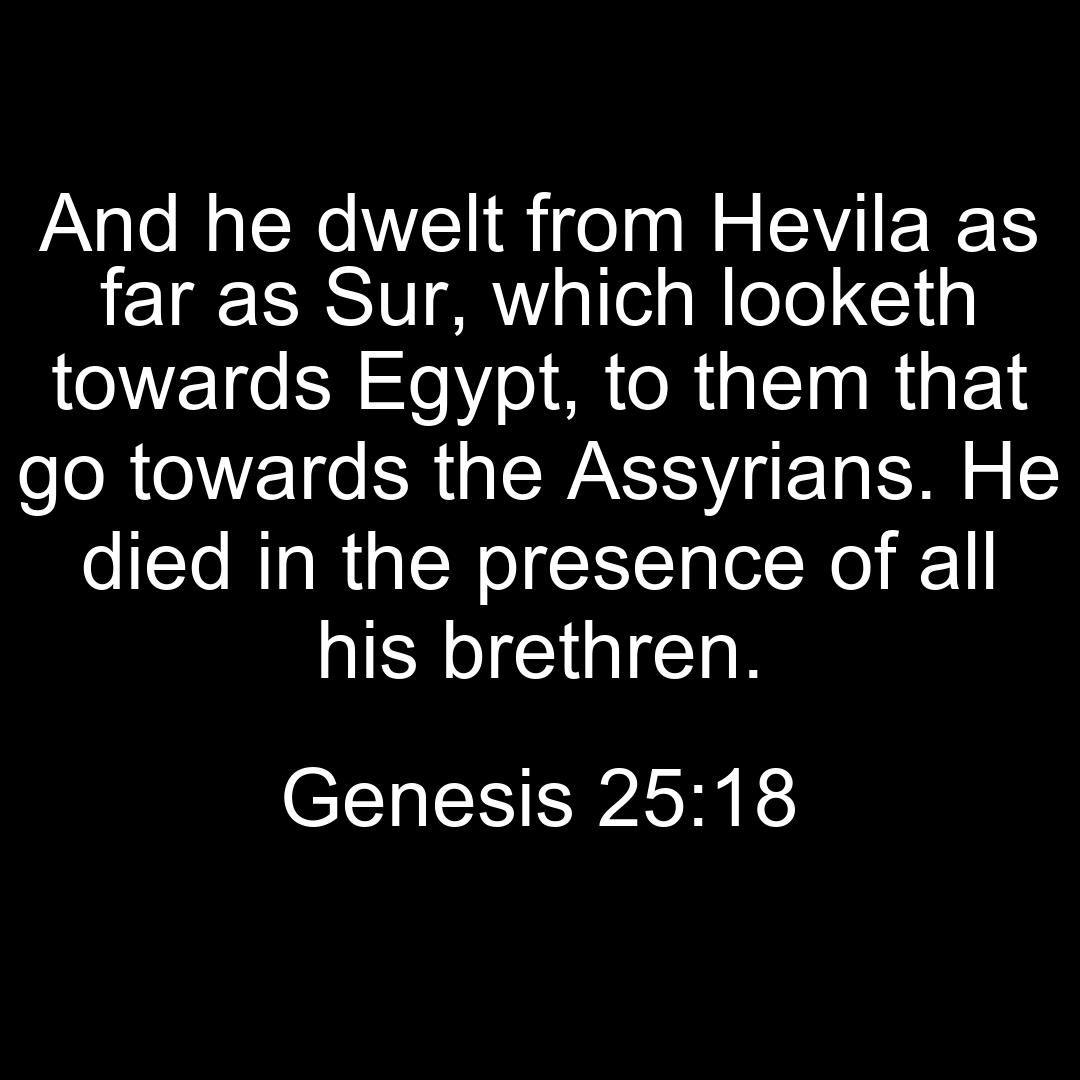 And he dwelt from Hevila as
far as Sur, which looketh
towards Egypt, to them that
go towards the Assyrians. He
died in the presence of all
his brethren.
Genesis 25:18